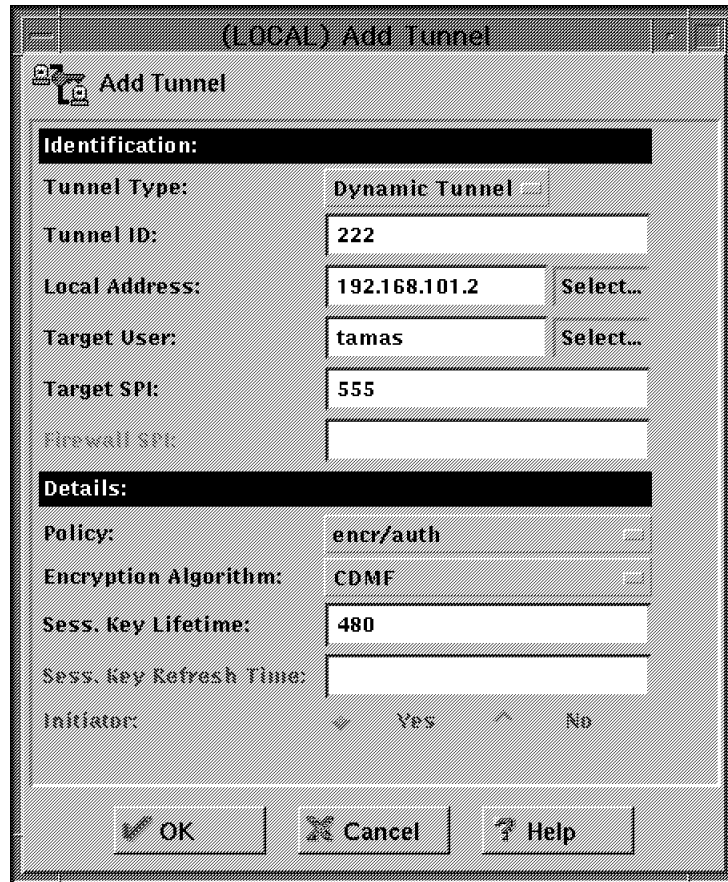 (LOCAL) Add Tunnel
Add Tunnel
Identification:
Tunnel Type: Dynamic Tunnel
Tunnel ID: 222
Local Address: 192.168.101.2 Select...
Target User: tamas Select...
Target SPI: 555
Firewall SPI:
Details:
Policy: encr/auth
Encryption Algorithm: CDMF
Sess. Key Lifetime: 480
Sess. Key Refresh Time:
Initiator: Yes No
OK Cancel Help